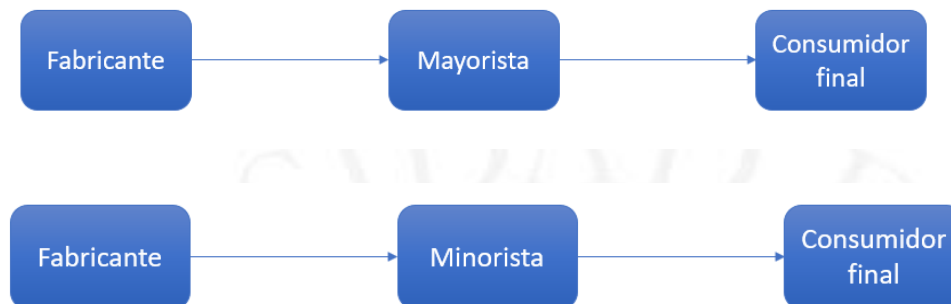 Fabricante
Mayorista
Consumidor
final
Fabricante
Minorista
Consumidor
final